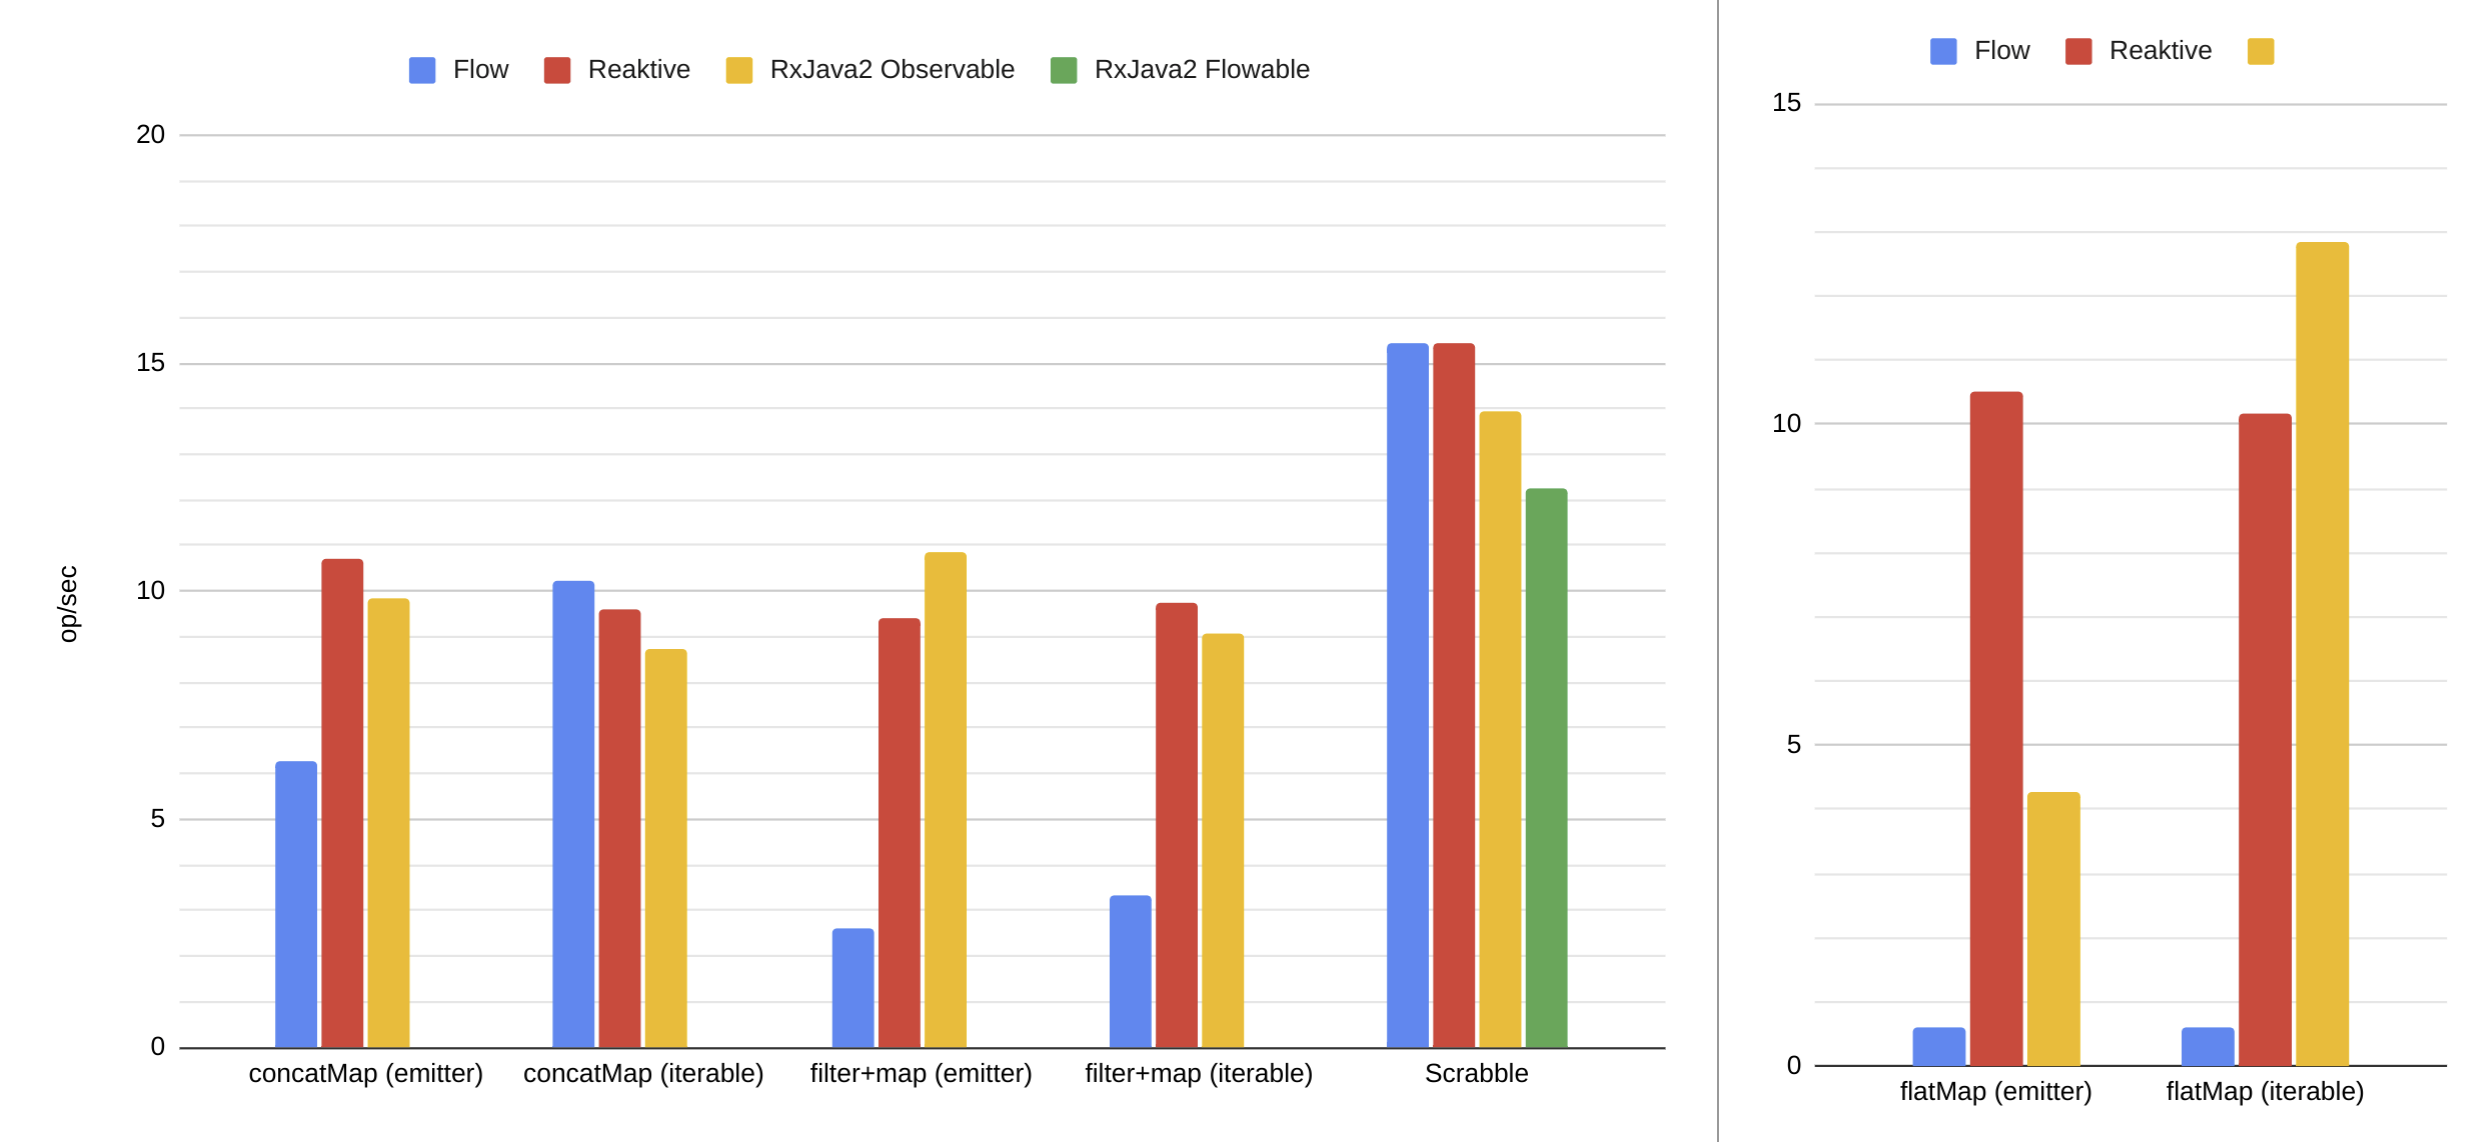 Flow Reaktive RxJava2 Observable RxJava2 Flowable
20
15
10
5
0
op/sec
concatMap (emitter) concatMap (iterable) filter+map (emitter) filter+map (iterable) Scrabble
Flow Reaktive
15
10
5
0
flatMap (emitter) flatMap (iterable)